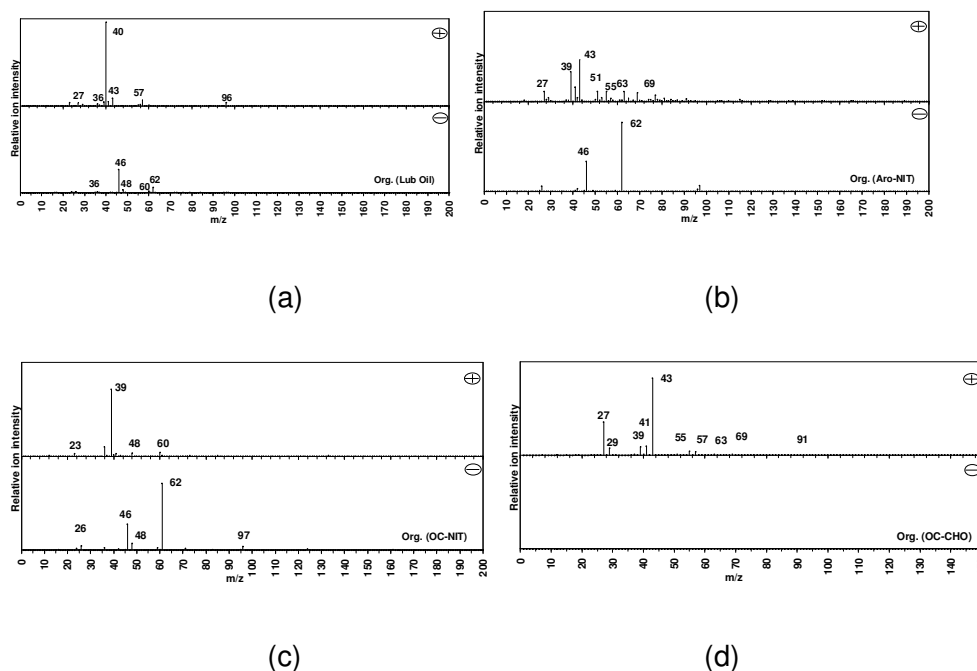 Relative ion intensity
40
27
36
43
57
96
+
46
36
48
60
62
−
Org. (Lub Oil)
0 10 20 30 40 50 60 70 80 90 100 110 120 130 140 150 160 170 180 190 200
m/z
(a)
Relative ion intensity
27
39
43
51
55
63
69
+
46
62
−
Org. (Aro-NIT)
0 10 20 30 40 50 60 70 80 90 100 110 120 130 140 150 160 170 180 190 200
m/z
(b)
Relative ion intensity
23
39
48
60
+
26
46
48
62
97
−
Org. (OC-NIT)
0 10 20 30 40 50 60 70 80 90 100 110 120 130 140 150 160 170 180 190 200
m/z
(c)
Relative ion intensity
27
29
39
41
43
55
57
63
69
91
+
−
Org. (OC-CHO)
0 10 20 30 40 50 60 70 80 90 100 110 120 130 140
m/z
(d)